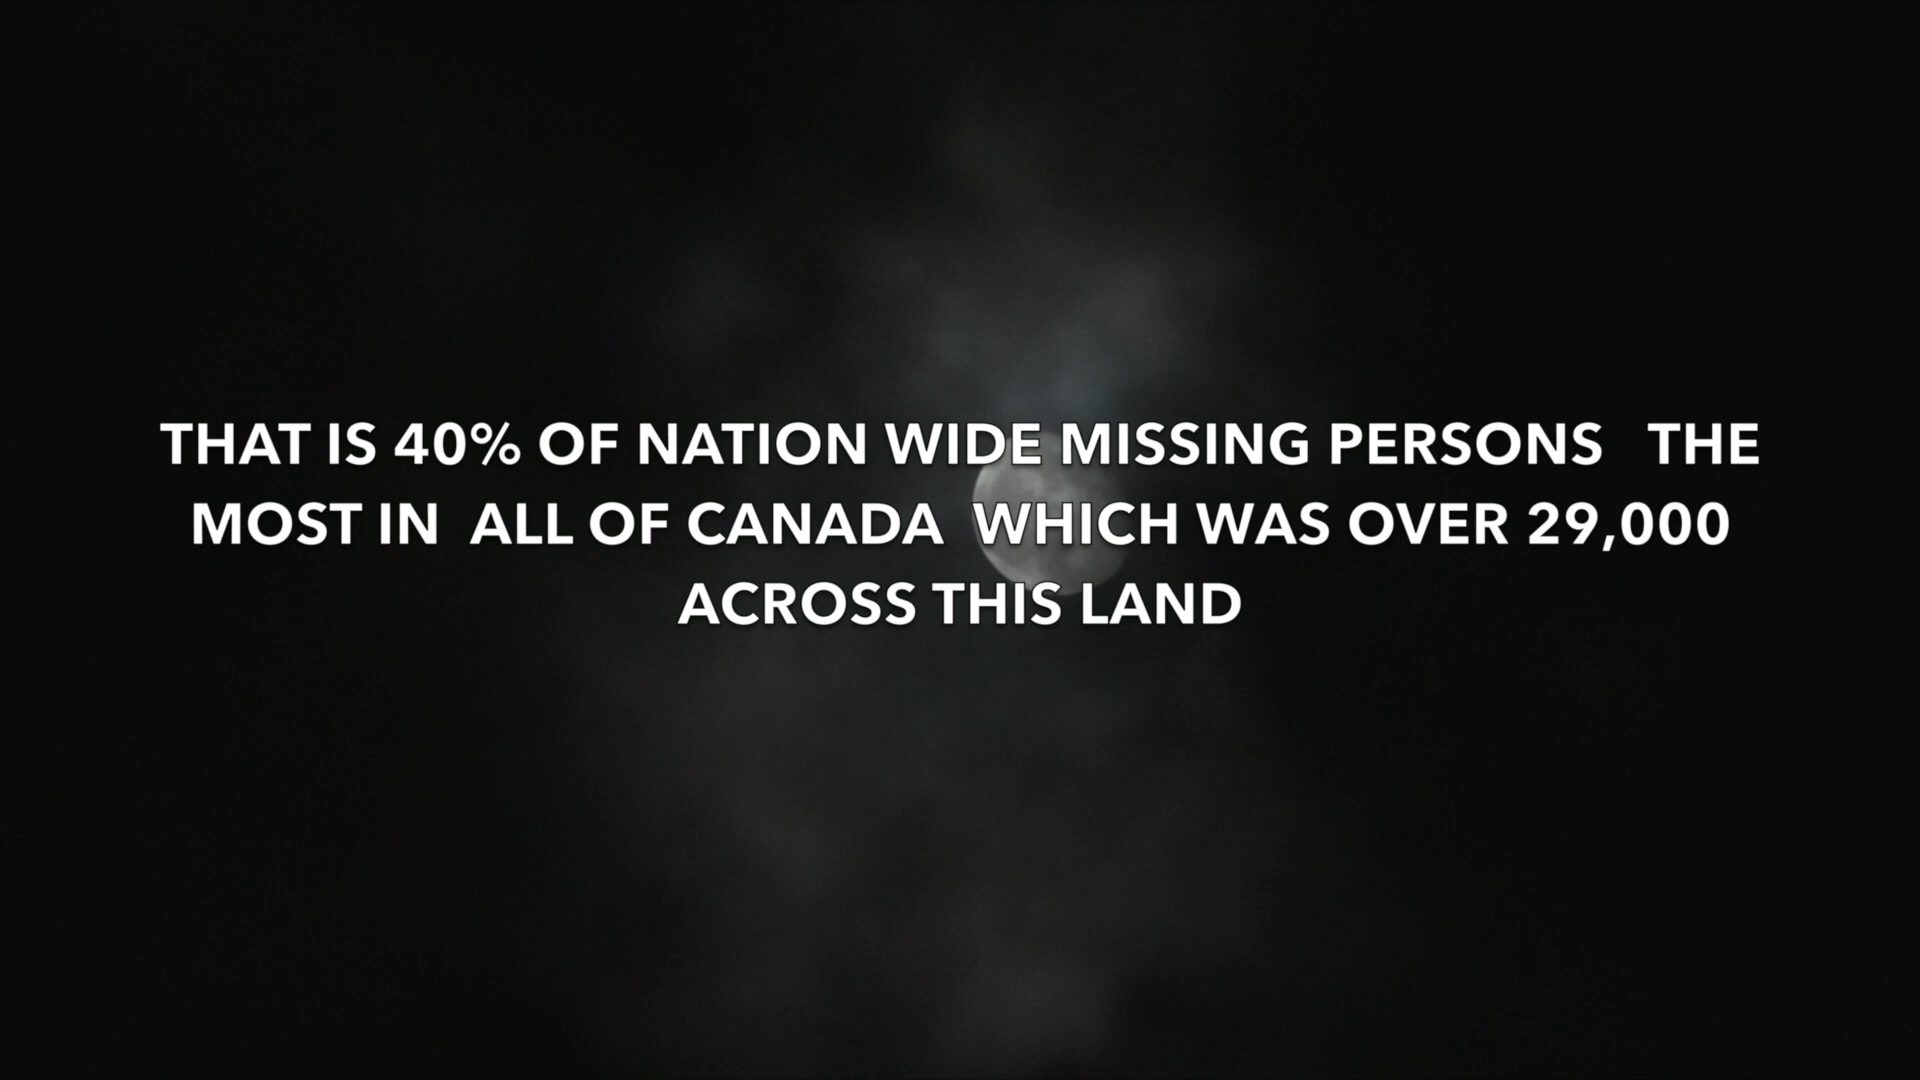 THAT IS 40% OF NATION WIDE MISSING PERSONS   THE
MOST IN  ALL OF CANADA  WHICH WAS OVER 29,000
ACROSS THIS LAND